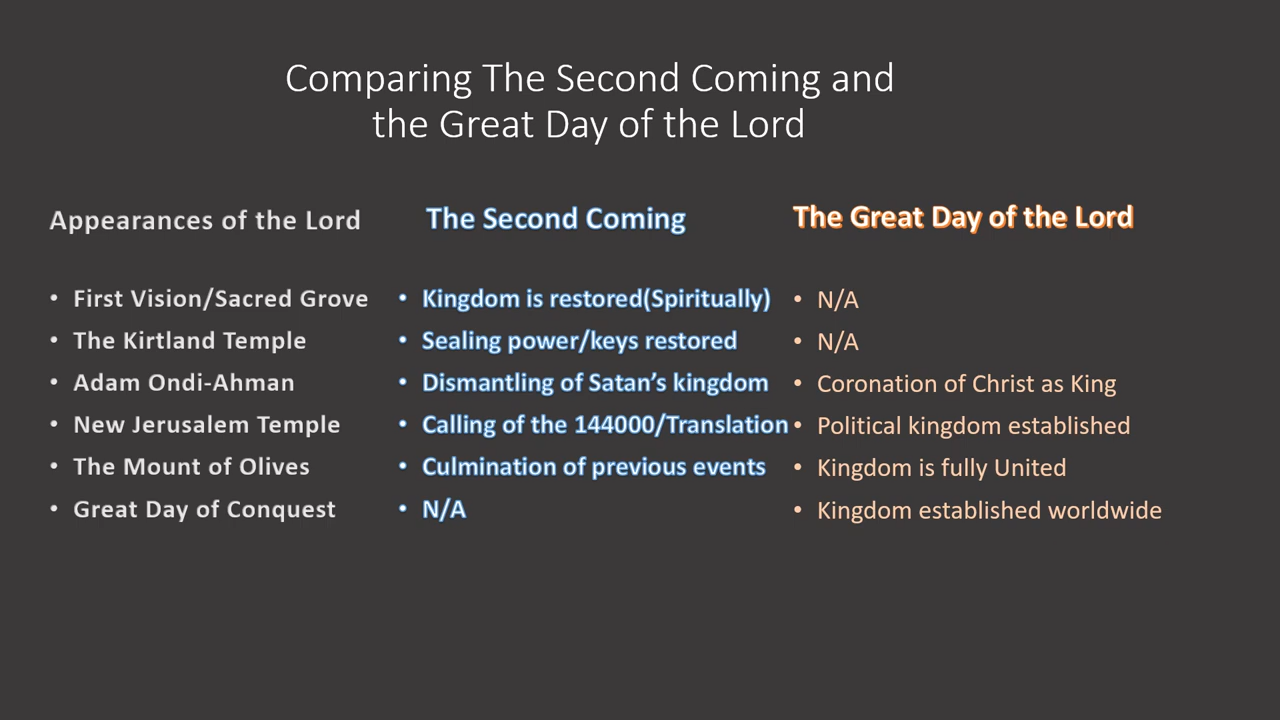 Comparing The Second Coming and
the Great Day of the Lord
Appearances of the Lord
• First Vision/Sacred Grove
• The Kirtland Temple
• Adam Ondi-Ahman
• New Jerusalem Temple
• The Mount of Olives
• Great Day of Conquest
The Second Coming
• Kingdom is restored(Spiritually)
• Sealing power/keys restored
• Dismantling of Satan’s kingdom
• Calling of the 144000/Translation
• Culmination of previous events
• N/A
The Great Day of the Lord
• N/A
• N/A
• Coronation of Christ as King
• Political kingdom established
• Kingdom is fully United
• Kingdom established worldwide